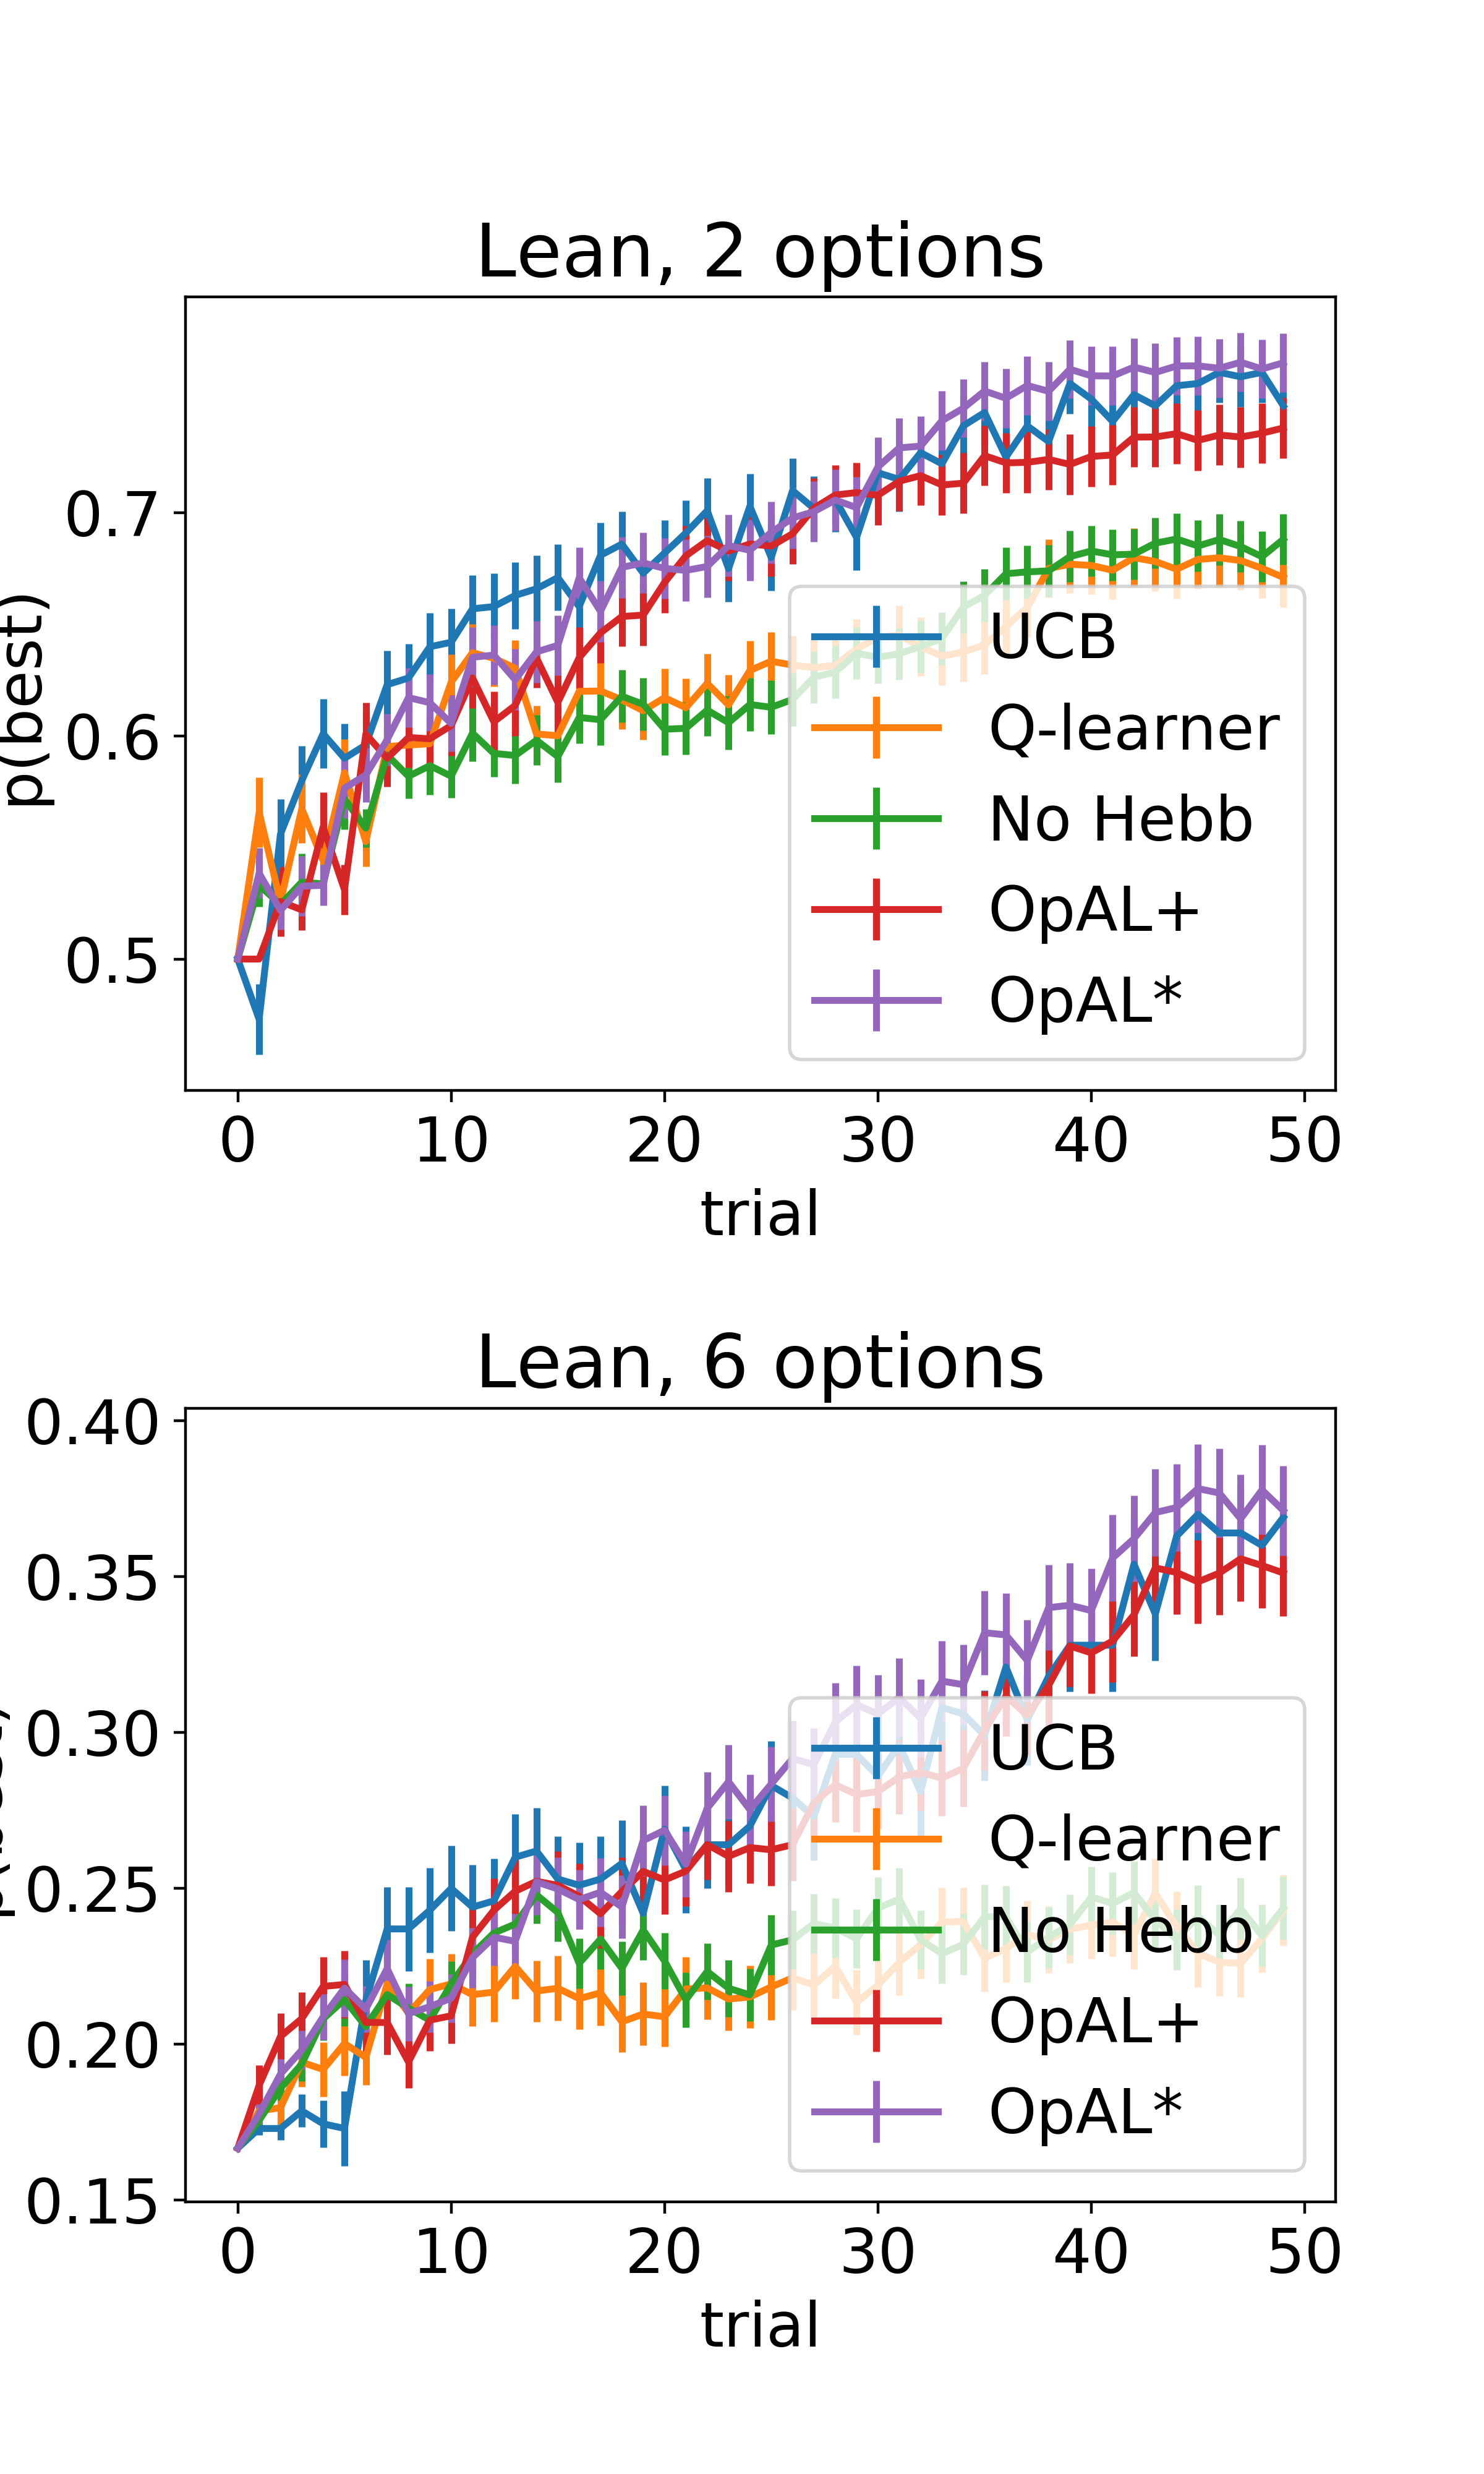 Lean, 2 options
p(best)
0.7
0.6
0.5
UCB
Q-learner
No Hebb
OpAL+
OpAL*
0 10 20 30 40 50
trial
Lean, 6 options
0.40
0.35
0.30
0.25
0.20
0.15
UCB
Q-learner
No Hebb
OpAL+
OpAL*
0 10 20 30 40 50
trial